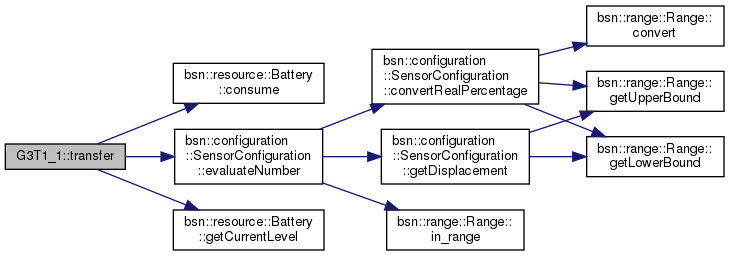 G3T1_1::transfer
bsn::resource::Battery
::consume
bsn::configuration
::SensorConfiguration
::evaluateNumber
bsn::resource::Battery
::getCurrentLevel
bsn::configuration
::SensorConfiguration
::convertRealPercentage
bsn::configuration
::SensorConfiguration
::getDisplacement
bsn::range::Range::
in_range
bsn::range::Range::
convert
bsn::range::Range::
getUpperBound
bsn::range::Range::
getLowerBound